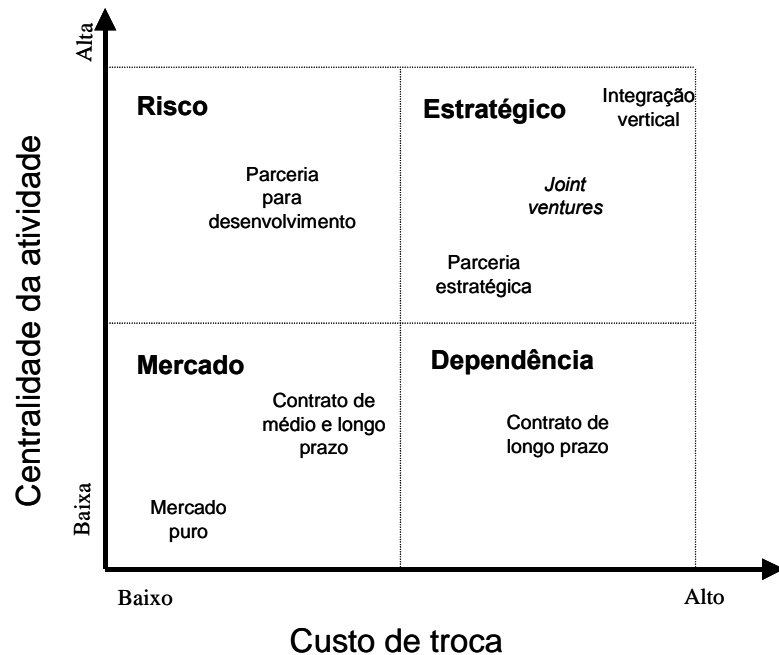 Alta
Centralidade da atividade
Baixa
Risco
Parceria
para
desenvolvimento
Estratégico
Integração
vertical
Joint
ventures
Parceria
estratégica
Mercado
Contrato de
médio e longo
prazo
Mercado
puro
Dependência
Contrato de
longo prazo
Baixo
Alto
Custo de troca